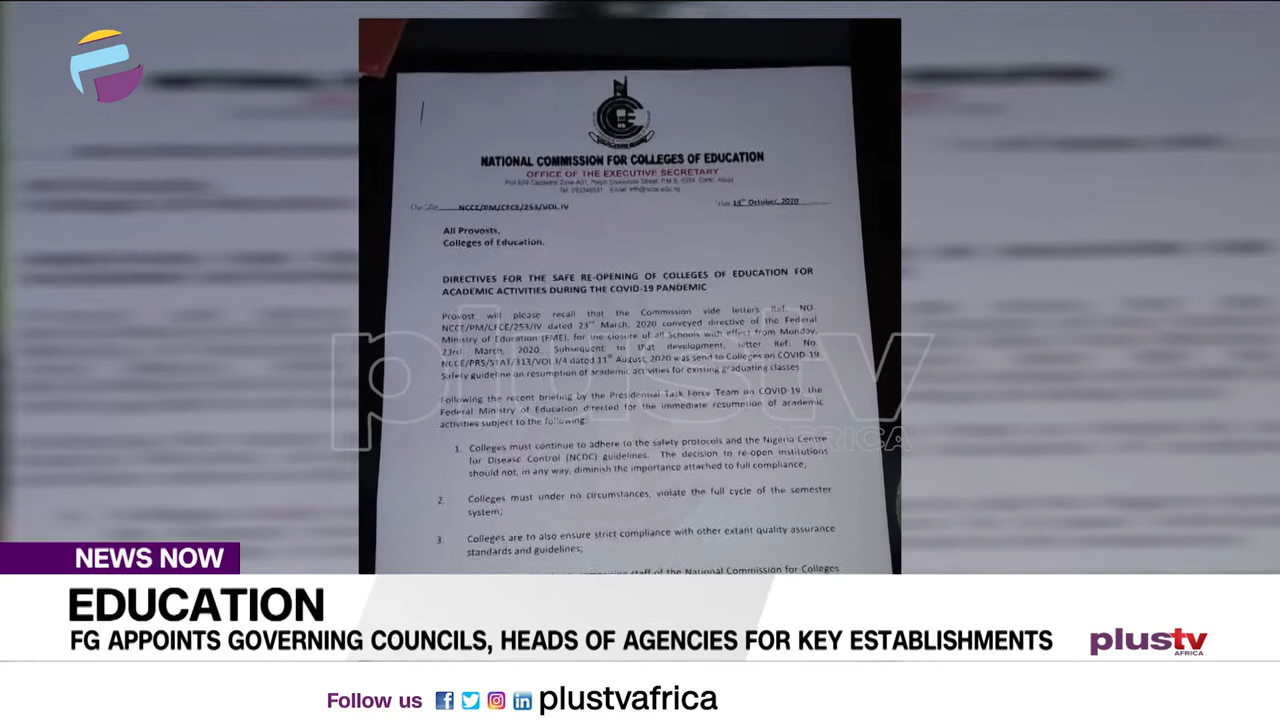 NATIONAL COMMISSION FOR COLLEGES OF EDUCATION
OFFICE OF THE EXECUTIVE SECRETARY
NCCE/PM/CFCE/253/VOL.IV
14th October, 2020
All Provosts,
Colleges of Education.
DIRECTIVES FOR THE SAFE RE-OPENING OF COLLEGES OF EDUCATION FOR
ACADEMIC ACTIVITIES DURING THE COVID-19 PANDEMIC
Provost will please recall that the Commission vide letters Ref. NO.
NCCE/PM/CFCE/253/IV dated 23rd March, 2020 conveyed directive of the Federal
Ministry of Education (FME), for the closure of all Schools with effect from Monday,
23rd March, 2020. Subsequent to that development, letter Ref. No
NCCE/PRS/STAT/313/VOL.I/4 dated 11th August, 2020 was send to Colleges on COVID-19
Safety guideline on resumption of academic activities for existing graduating classes
Following the recent briefing by the Presidential Task Force Team on COVID-19, the
Federal Ministry of Education directed for the immediate resumption of academic
activities subject to the following:
1. Colleges must continue to adhere to the safety protocols and the Nigeria Centre
for Disease Control (NCDC) guidelines. The decision to re-open institutions
should not, in any way, diminish the importance attached to full compliance;
2. Colleges must under no circumstances, violate the full cycle of the semester
system;
3. Colleges are to also ensure strict compliance with other extant quality assurance
standards and guidelines;
staff of the National Commission for Colleges
plustv
AFRICA
NEWS NOW
EDUCATION
FG APPOINTS GOVERNING COUNCILS, HEADS OF AGENCIES FOR KEY ESTABLISHMENTS
plustv
AFRICA
Follow us plustvafrica